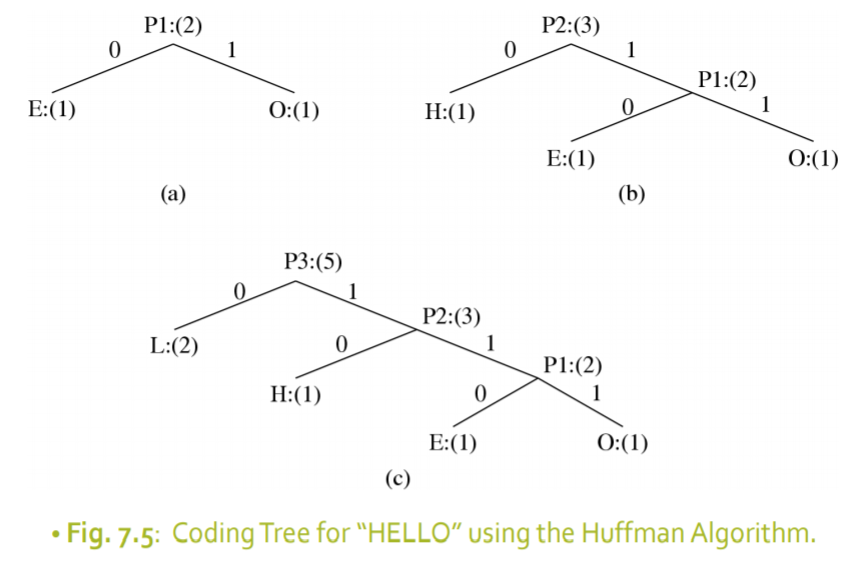 P1:(2)
0 1
E:(1) O:(1)
(a)
P2:(3)
0 1
H:(1) P1:(2)
0 1
E:(1) O:(1)
(b)
P3:(5)
0 1
L:(2) P2:(3)
0 1
H:(1) P1:(2)
0 1
E:(1) O:(1)
(c)
• Fig. 7.5: Coding Tree for “HELLO” using the Huffman Algorithm.